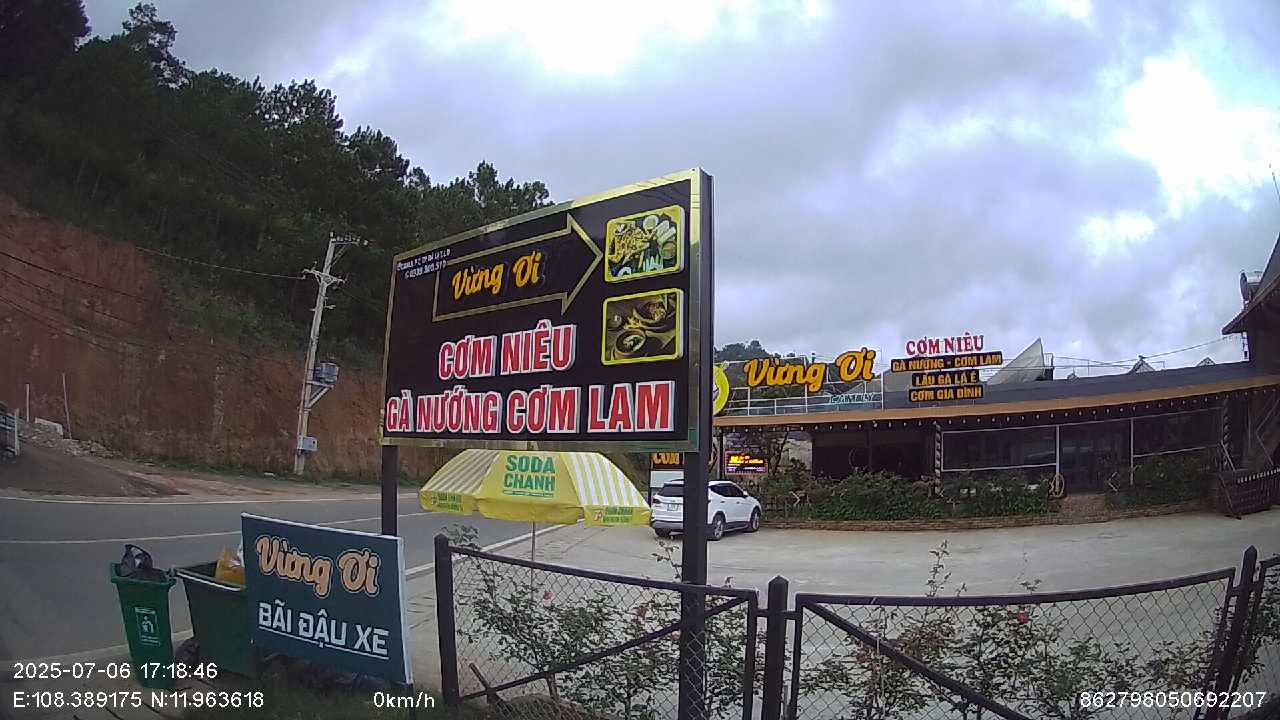 Vừng Ơi
CƠM NIÊU
GÀ NƯỚNG CƠM LAM
Vừng Ơi
FAMILY
CƠM NIÊU
GÀ NƯỚNG - CƠM LAM
LẨU GÀ LÁ É
CƠM GIA ĐÌNH
SODA
CHANH
Vừng Ơi
BÃI ĐẬU XE
2025-07-06 17:18:46
E:108.389175 N:11.963618
0km/h
862798050692207